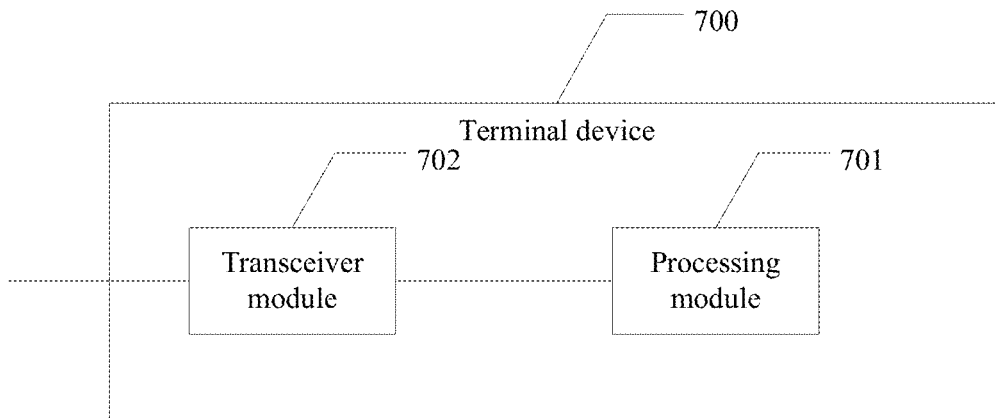 700
Terminal device
702
701
Transceiver
module
Processing
module